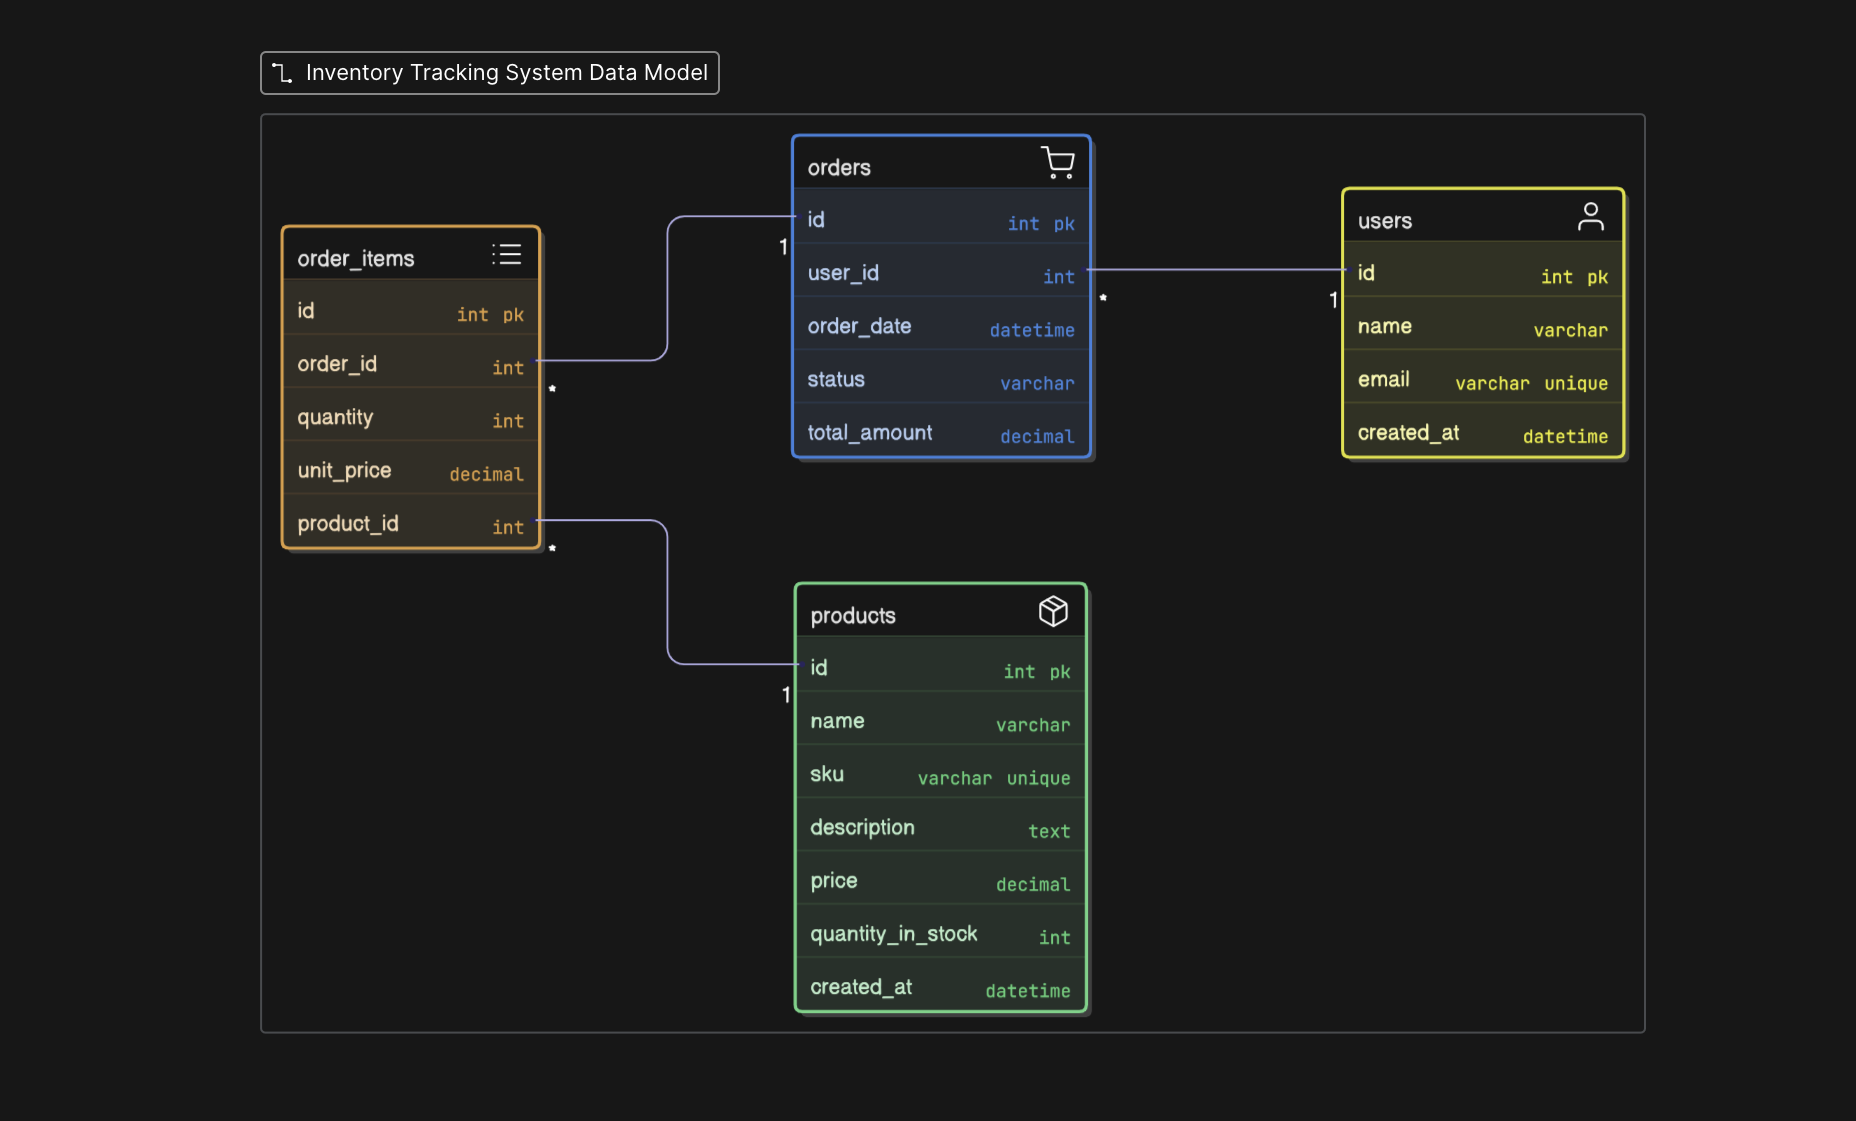 Inventory Tracking System Data Model
order_items
id int pk
order_id int
*
quantity int
unit_price decimal
product_id int
*
orders
id int pk
1
user_id int
*
order_date datetime
status varchar
total_amount decimal
users
id int pk
1
name varchar
email varchar unique
created_at datetime
products
id int pk
1
name varchar
sku varchar unique
description text
price decimal
quantity_in_stock int
created_at datetime